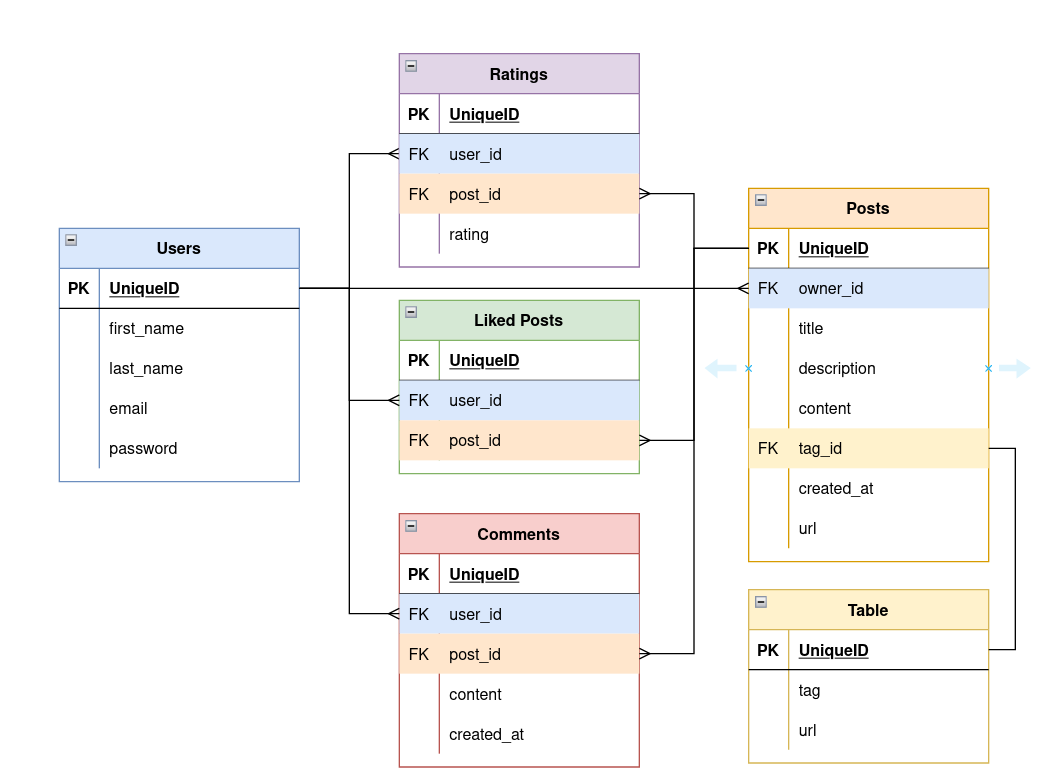 Ratings
PK UniqueID
FK user_id
FK post_id
rating
Users
PK UniqueID
first_name
last_name
email
password
Liked Posts
PK UniqueID
FK user_id
FK post_id
Comments
PK UniqueID
FK user_id
FK post_id
content
created_at
Posts
PK UniqueID
FK owner_id
title
description
content
FK tag_id
created_at
url
Table
PK UniqueID
tag
url